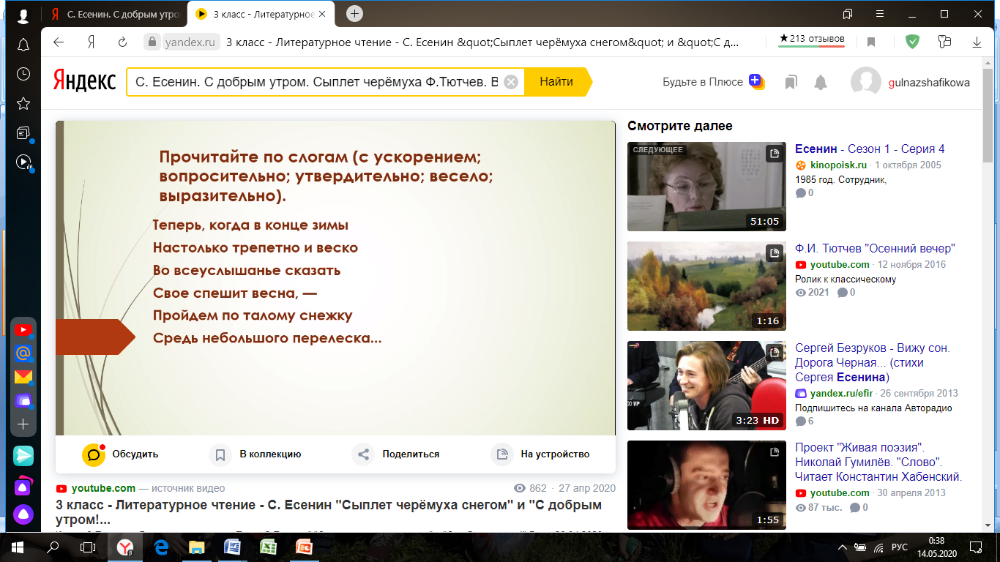 С. Есенин. С добрым утро
3 класс - Литературное
yandex.ru
3 класс - Литературное чтение - С. Есенин &quot;Сыплет черёмуха снегом&quot; и &quot;С д...
★213 отзывов
Яндекс
С. Есенин. С добрым утром. Сыплет черёмуха Ф.Тютчев. В
Найти
Будьте в Плюсе
gulnazshafikowa
Прочитайте по слогам (с ускорением;
вопросительно; утвердительно; весело;
выразительно).
Теперь, когда в конце зимы
Настолько трепетно и веско
Во всеуслышанье сказать
Свое спешит весна, —
Пройдем по талому снежку
Средь небольшого перелеска...
Обсудить
В коллекцию
Поделиться
На устройство
youtube.com — источник видео
862 · 27 апр 2020
3 класс - Литературное чтение - С. Есенин "Сыплет черёмуха снегом" и "С добрым
утром!...
Смотрите далее
СЛЕДУЮЩЕЕ
51:05
Есенин - Сезон 1 - Серия 4
kinopoisk.ru · 1 октября 2005
1985 год. Сотрудник,
0
1:16
Ф.И. Тютчев "Осенний вечер"
youtube.com · 12 ноября 2016
Ролик к классическому
2021 0
3:23 HD
Сергей Безруков - Вижу сон.
Дорога Черная... (стихи
Сергея Есенина)
yandex.ru/efir · 26 сентября 2013
Подпишитесь на канала Авторадио
6
1:55
Проект "Живая поэзия".
Николай Гумилёв. "Слово".
Читает Константин Хабенский.
youtube.com · 30 апреля 2013
87 тыс. 0
РУС
0:38
14.05.2020